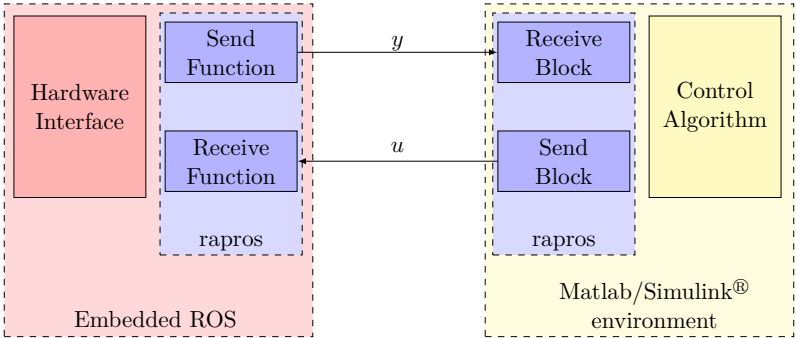 Hardware
Interface
Send
Function
Receive
Function
rapros
Embedded ROS
y
u
Receive
Block
Send
Block
rapros
Control
Algorithm
Matlab/Simulink®
environment